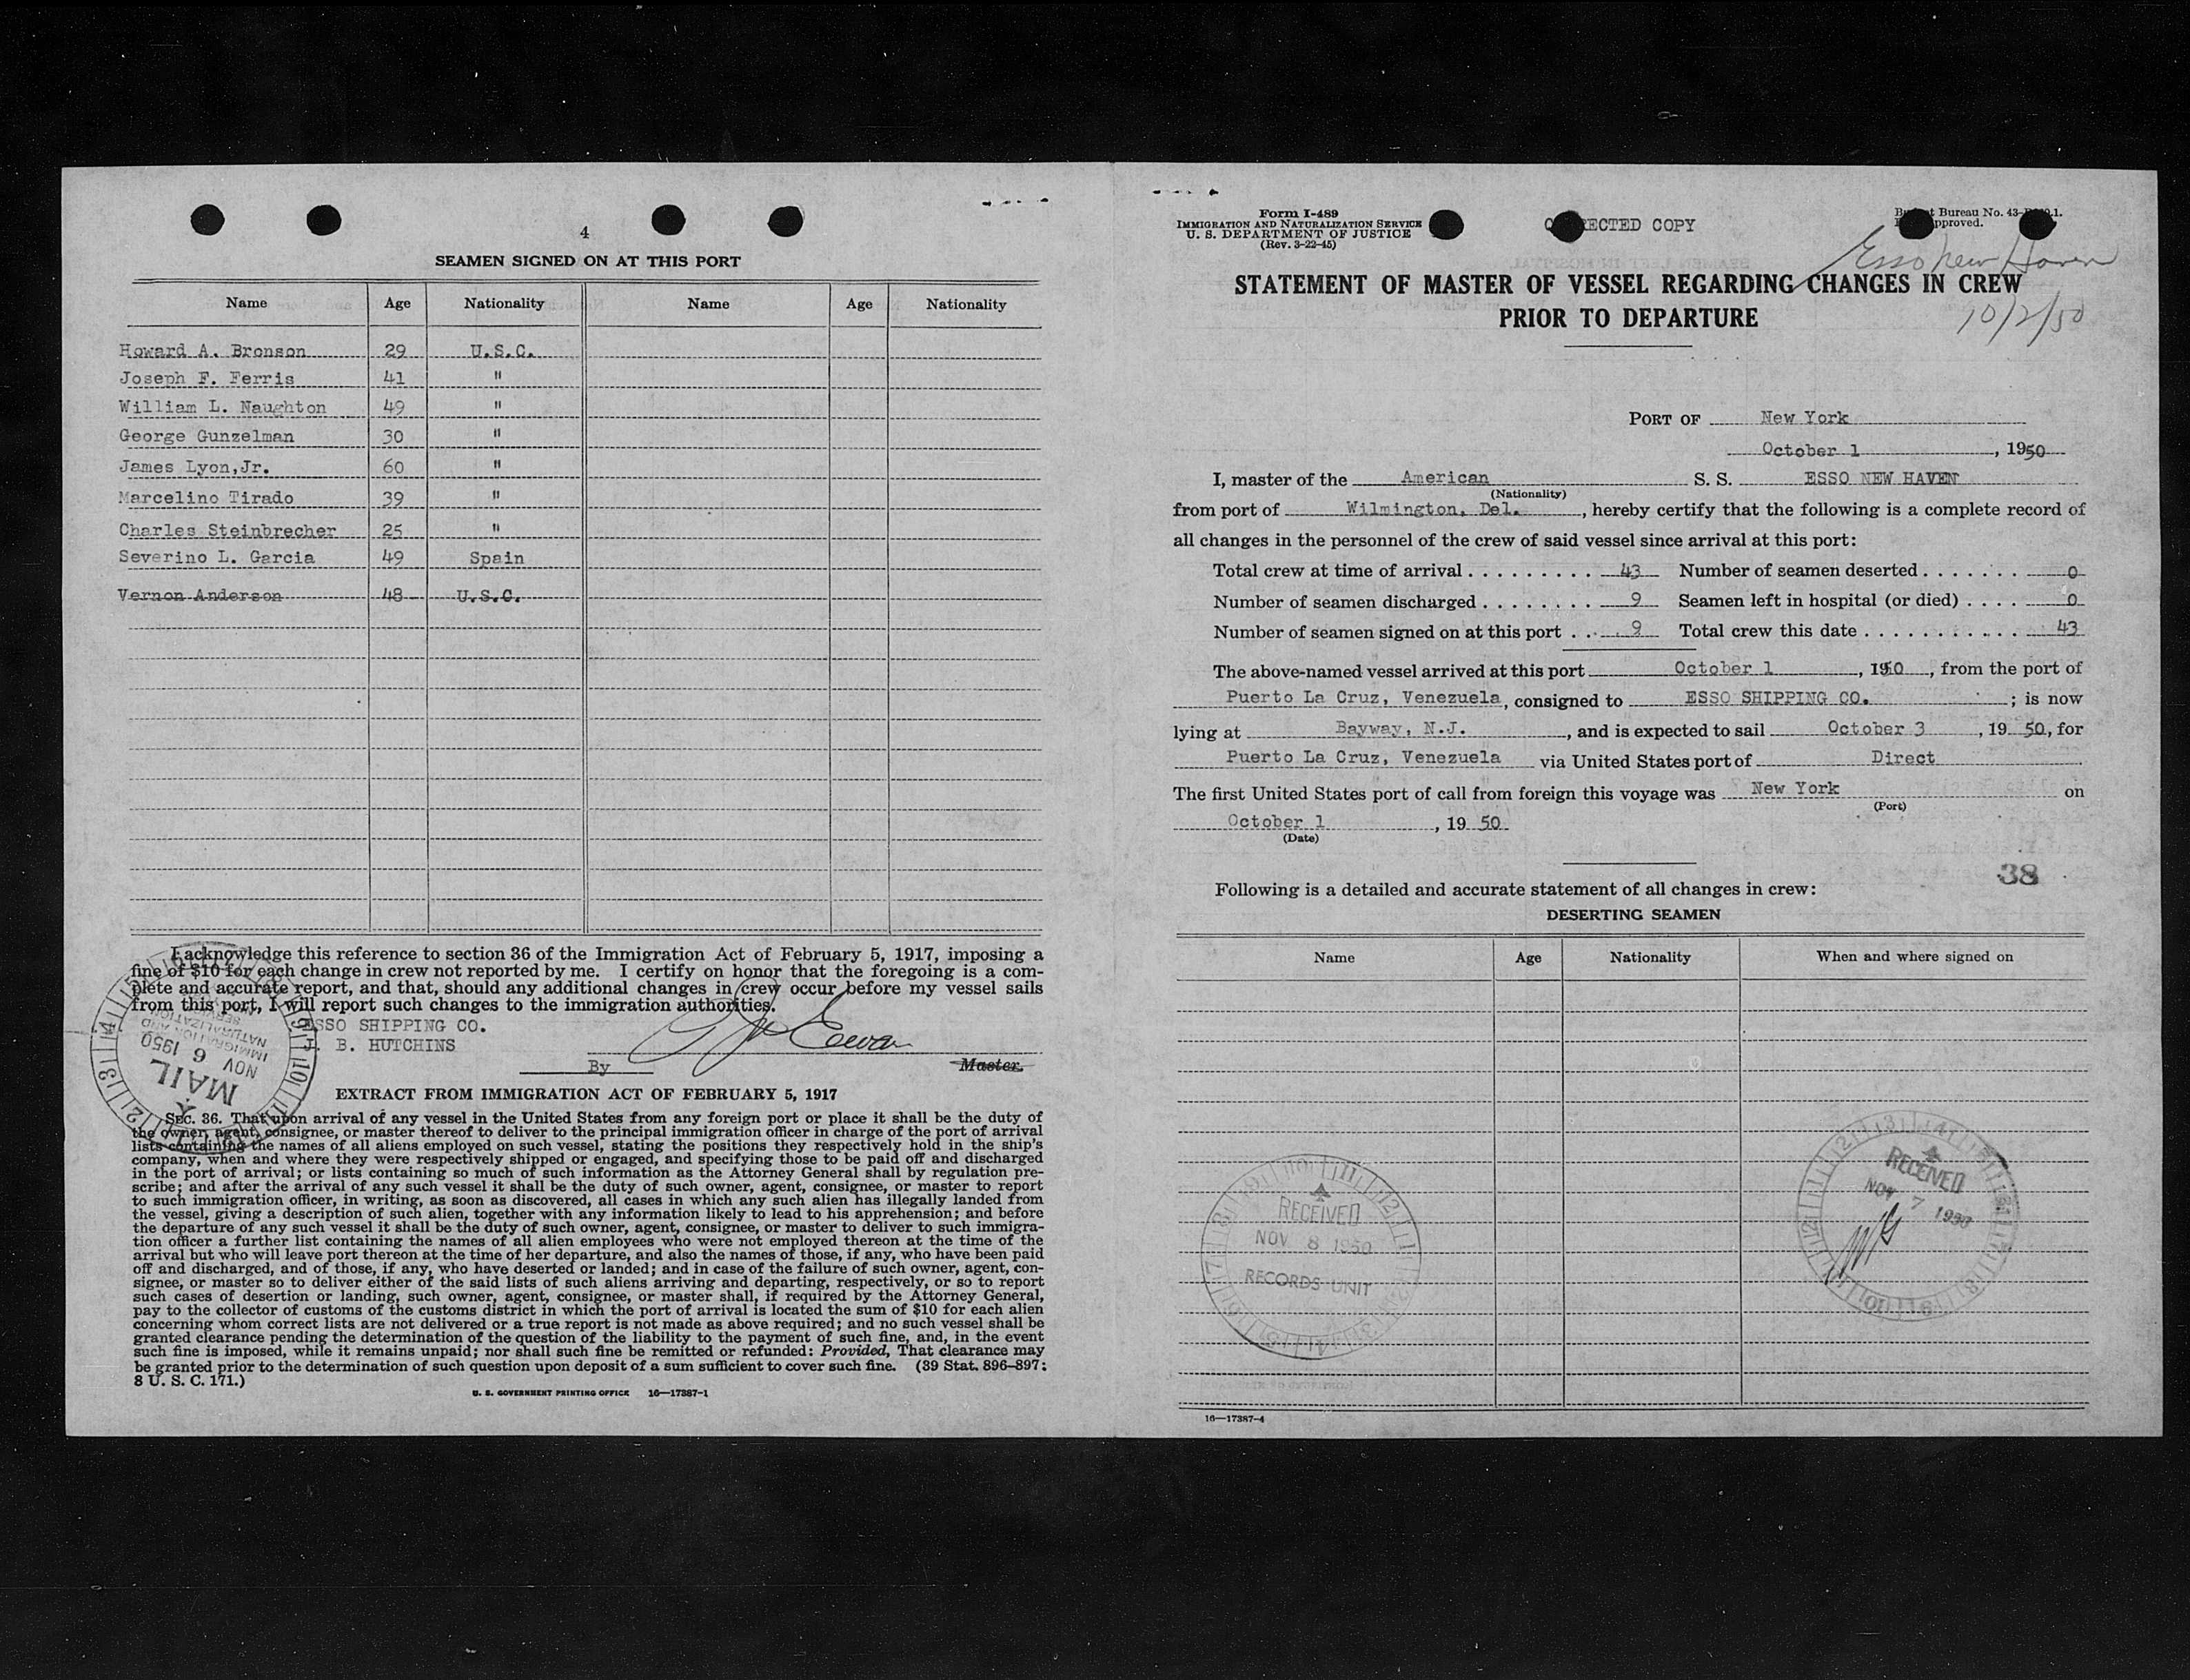 4
SEAMEN SIGNED ON AT THIS PORT
Name Age Nationality Name Age Nationality
Howard A. Bronson 29 U.S.C.
Joseph F. Ferris 41 "
William L. Naughton 49 "
George Gunzelman 30 "
James Lyon,Jr. 60 "
Marcelino Tirado 39 "
Charles Steinbrecher 25 "
Severino L. Garcia 49 Spain
Vernon Anderson 48 U.S.C.
I acknowledge this reference to section 36 of the Immigration Act of February 5, 1917, imposing a
fine of $10 for each change in crew not reported by me. I certify on honor that the foregoing is a com-
plete and accurate report, and that, should any additional changes in crew occur before my vessel sails
from this port, I will report such changes to the immigration authorities.
ESSO SHIPPING CO.
B. HUTCHINS
By Master.
IMMIGRATION AND
NATURALIZATION
SERVICE
NOV 6 1950
MAIL
EXTRACT FROM IMMIGRATION ACT OF FEBRUARY 5, 1917
SEC. 36. That upon arrival of any vessel in the United States from any foreign port or place it shall be the duty of
the owner, agent, consignee, or master thereof to deliver to the principal immigration officer in charge of the port of arrival
lists containing the names of all aliens employed on such vessel, stating the positions they respectively hold in the ship's
company, when and where they were respectively shipped or engaged, and specifying those to be paid off and discharged
in the port of arrival; or lists containing so much of such information as the Attorney General shall by regulation pre-
scribe; and after the arrival of any such vessel it shall be the duty of such owner, agent, consignee, or master to report
to such immigration officer, in writing, as soon as discovered, all cases in which any such alien has illegally landed from
the vessel, giving a description of such alien, together with any information likely to lead to his apprehension; and before
the departure of any such vessel it shall be the duty of such owner, agent, consignee, or master to deliver to such immigra-
tion officer a further list containing the names of all alien employees who were not employed thereon at the time of the
arrival but who will leave port thereon at the time of her departure, and also the names of those, if any, who have been paid
off and discharged, and of those, if any, who have deserted or landed; and in case of the failure of such owner, agent, con-
signee, or master so to deliver either of the said lists of such aliens arriving and departing, respectively, or so to report
such cases of desertion or landing, such owner, agent, consignee, or master shall, if required by the Attorney General,
pay to the collector of customs of the customs district in which the port of arrival is located the sum of $10 for each alien
concerning whom correct lists are not delivered or a true report is not made as above required; and no such vessel shall be
granted clearance pending the determination of the question of the liability to the payment of such fine, and, in the event
such fine is imposed, while it remains unpaid; nor shall such fine be remitted or refunded: Provided, That clearance may
be granted prior to the determination of such question upon deposit of a sum sufficient to cover such fine. (39 Stat. 896–897;
8 U. S. C. 171.)
U. S. GOVERNMENT PRINTING OFFICE 16—17387-1
Form I-489
IMMIGRATION AND NATURALIZATION SERVICE
U. S. DEPARTMENT OF JUSTICE
(Rev. 3-22-45)
ECTED COPY
Bureau No. 43-
pproved.
Esso New Haven
10/2/50
STATEMENT OF MASTER OF VESSEL REGARDING CHANGES IN CREW
PRIOR TO DEPARTURE
PORT OF New York
October 1, 1950
I, master of the American S. S. ESSO NEW HAVEN
(Nationality)
from port of Wilmington, Del., hereby certify that the following is a complete record of
all changes in the personnel of the crew of said vessel since arrival at this port:
Total crew at time of arrival . . . . . . . . . . 43 Number of seamen deserted . . . . . . . 0
Number of seamen discharged . . . . . . . . 9 Seamen left in hospital (or died) . . . . 0
Number of seamen signed on at this port . . . 9 Total crew this date . . . . . . . . . . . . 43
The above-named vessel arrived at this port October 1, 1950, from the port of
Puerto La Cruz, Venezuela, consigned to ESSO SHIPPING CO. ; is now
lying at Bayway, N.J., and is expected to sail October 3, 19 50, for
Puerto La Cruz, Venezuela via United States port of Direct
The first United States port of call from foreign this voyage was New York on
(Port)
October 1, 19 50
(Date)
38
Following is a detailed and accurate statement of all changes in crew:
DESERTING SEAMEN
Name Age Nationality When and where signed on
RECEIVED
NOV 7 1950
RECEIVED
NOV 8 1950
RECORDS UNIT
16—17387-4